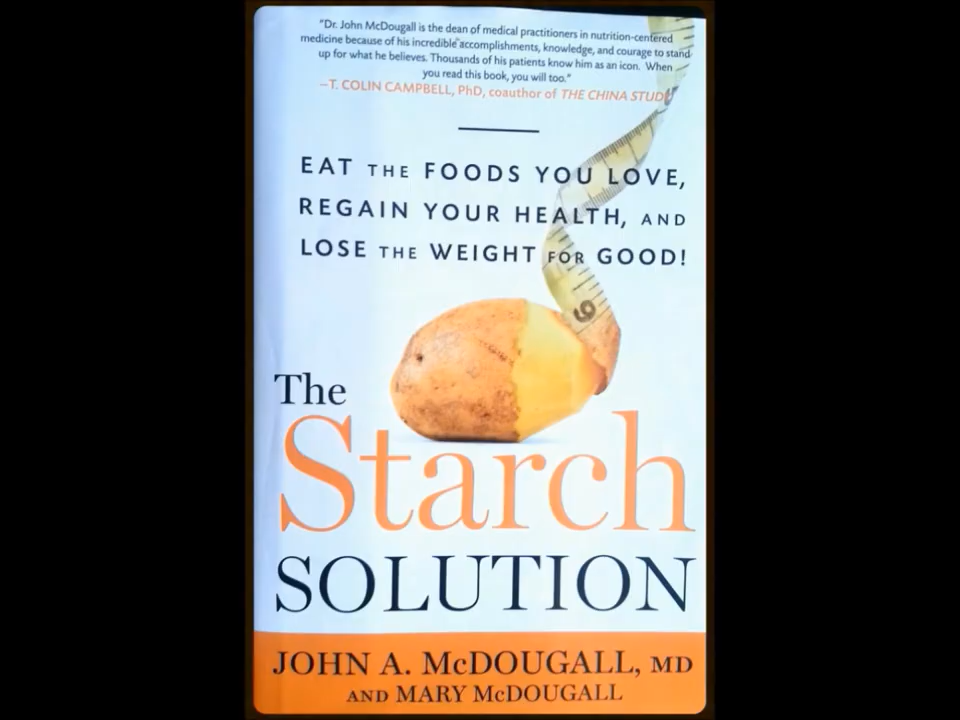 "Dr. John McDougall is the dean of medical practitioners in nutrition-centered
medicine because of his incredible accomplishments, knowledge, and courage to stand
up for what he believes. Thousands of his patients know him as an icon. When
you read this book, you will too."
—T. COLIN CAMPBELL, PhD, coauthor of THE CHINA STUDY
EAT THE FOODS YOU LOVE,
REGAIN YOUR HEALTH, AND
LOSE THE WEIGHT FOR GOOD!
9
The
Starch
SOLUTION
JOHN A. McDOUGALL, MD
AND MARY McDOUGALL